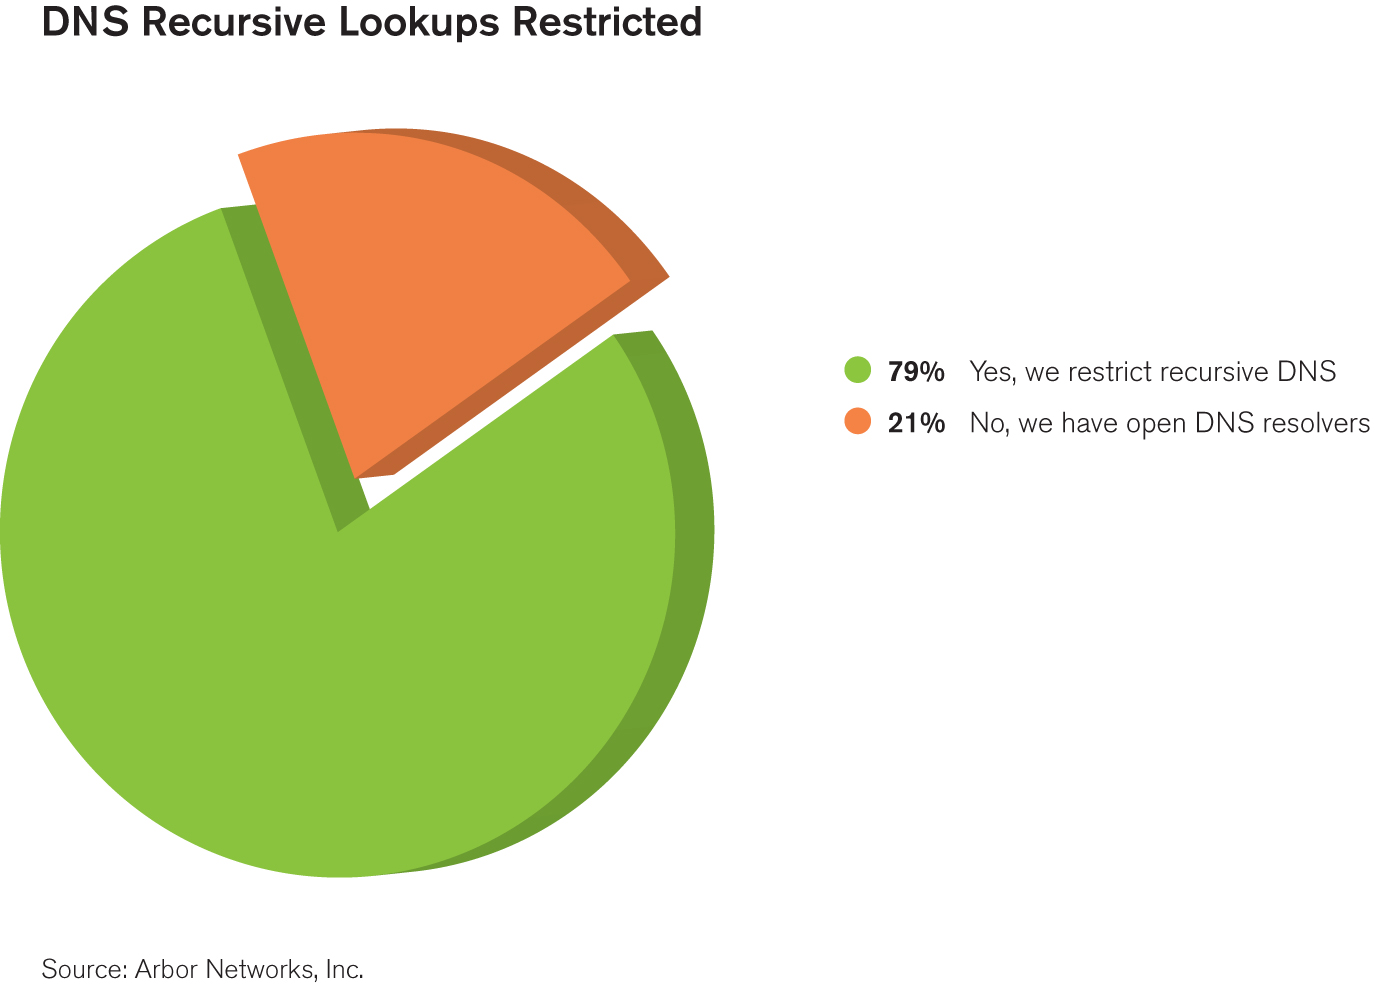 DNS Recursive Lookups Restricted
79% Yes, we restrict recursive DNS
21% No, we have open DNS resolvers
Source: Arbor Networks, Inc.